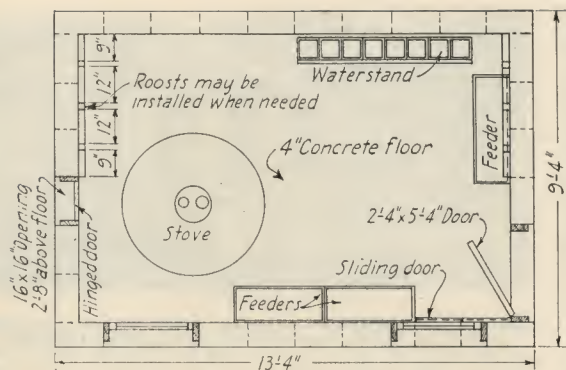 9"
12"
12"
9"
Roosts may be
installed when needed
Waterstand
Feeder
4" Concrete floor
Stove
16"x16" Opening
2'-8" above floor
Hinged door
2'-4"x5'-4" Door
Sliding door
Feeders
9'-4"
13'-4"